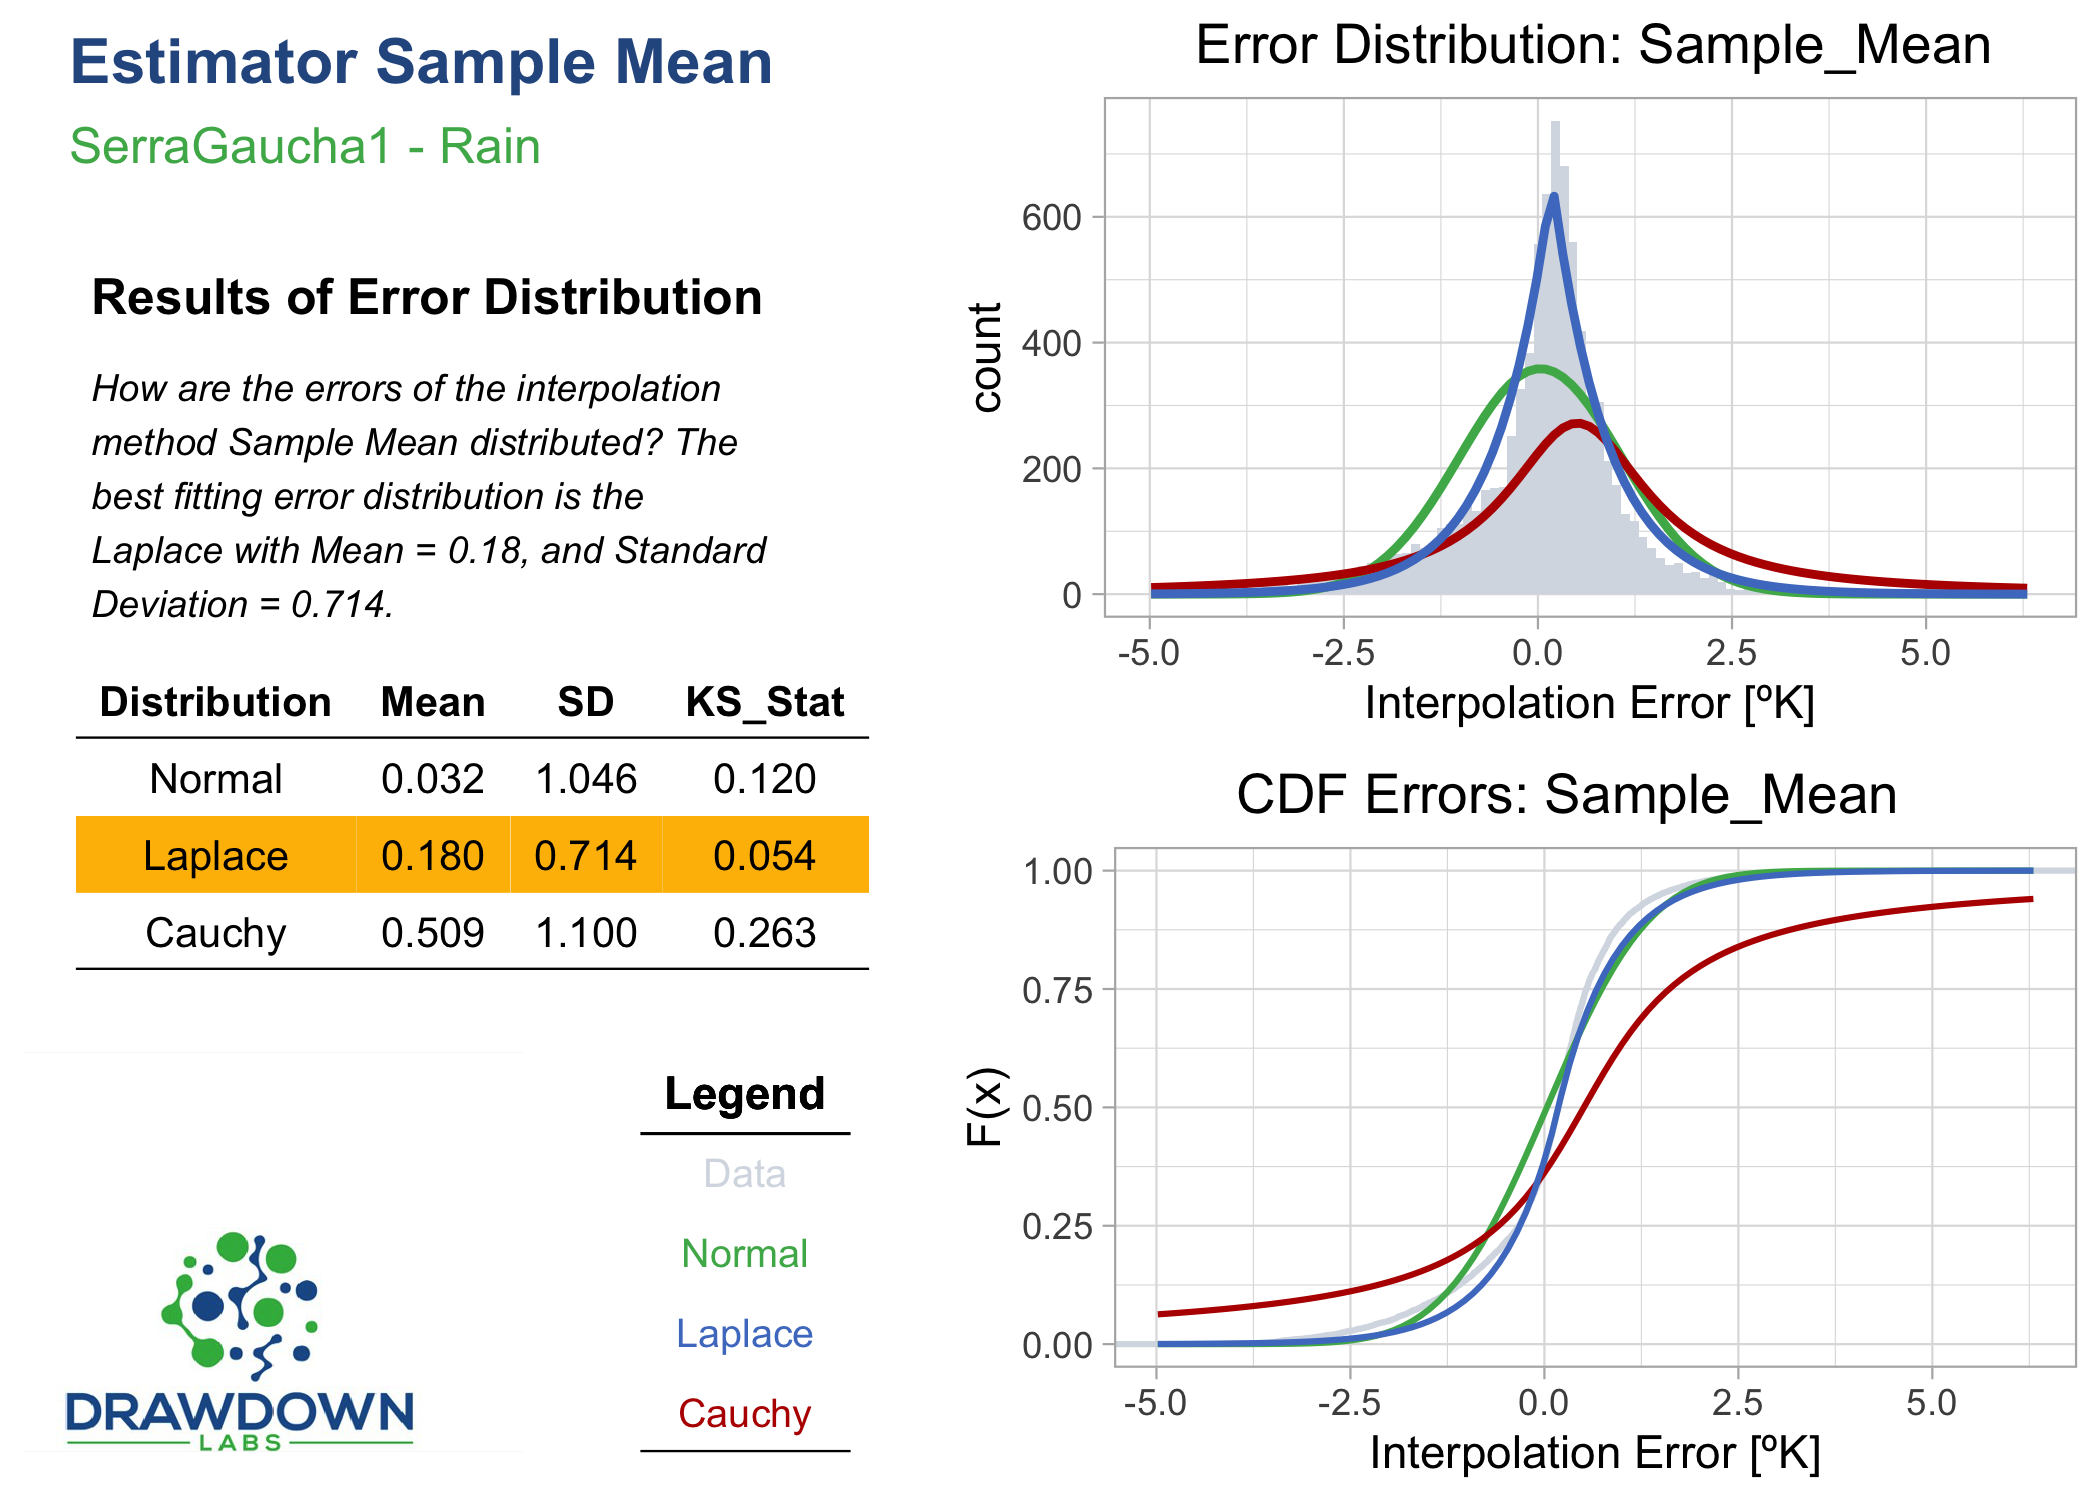 Estimator Sample Mean
SerraGaucha1 - Rain
Results of Error Distribution
How are the errors of the interpolation
method Sample Mean distributed? The
best fitting error distribution is the
Laplace with Mean = 0.18, and Standard
Deviation = 0.714.
Distribution Mean SD KS_Stat
Normal 0.032 1.046 0.120
Laplace 0.180 0.714 0.054
Cauchy 0.509 1.100 0.263
Legend
Data
Normal
Laplace
Cauchy
DRAWDOWN
LABS
Error Distribution: Sample_Mean
count
600
400
200
0
-5.0 -2.5 0.0 2.5 5.0
Interpolation Error [ºK]
CDF Errors: Sample_Mean
F(x)
1.00
0.75
0.50
0.25
0.00
-5.0 -2.5 0.0 2.5 5.0
Interpolation Error [ºK]